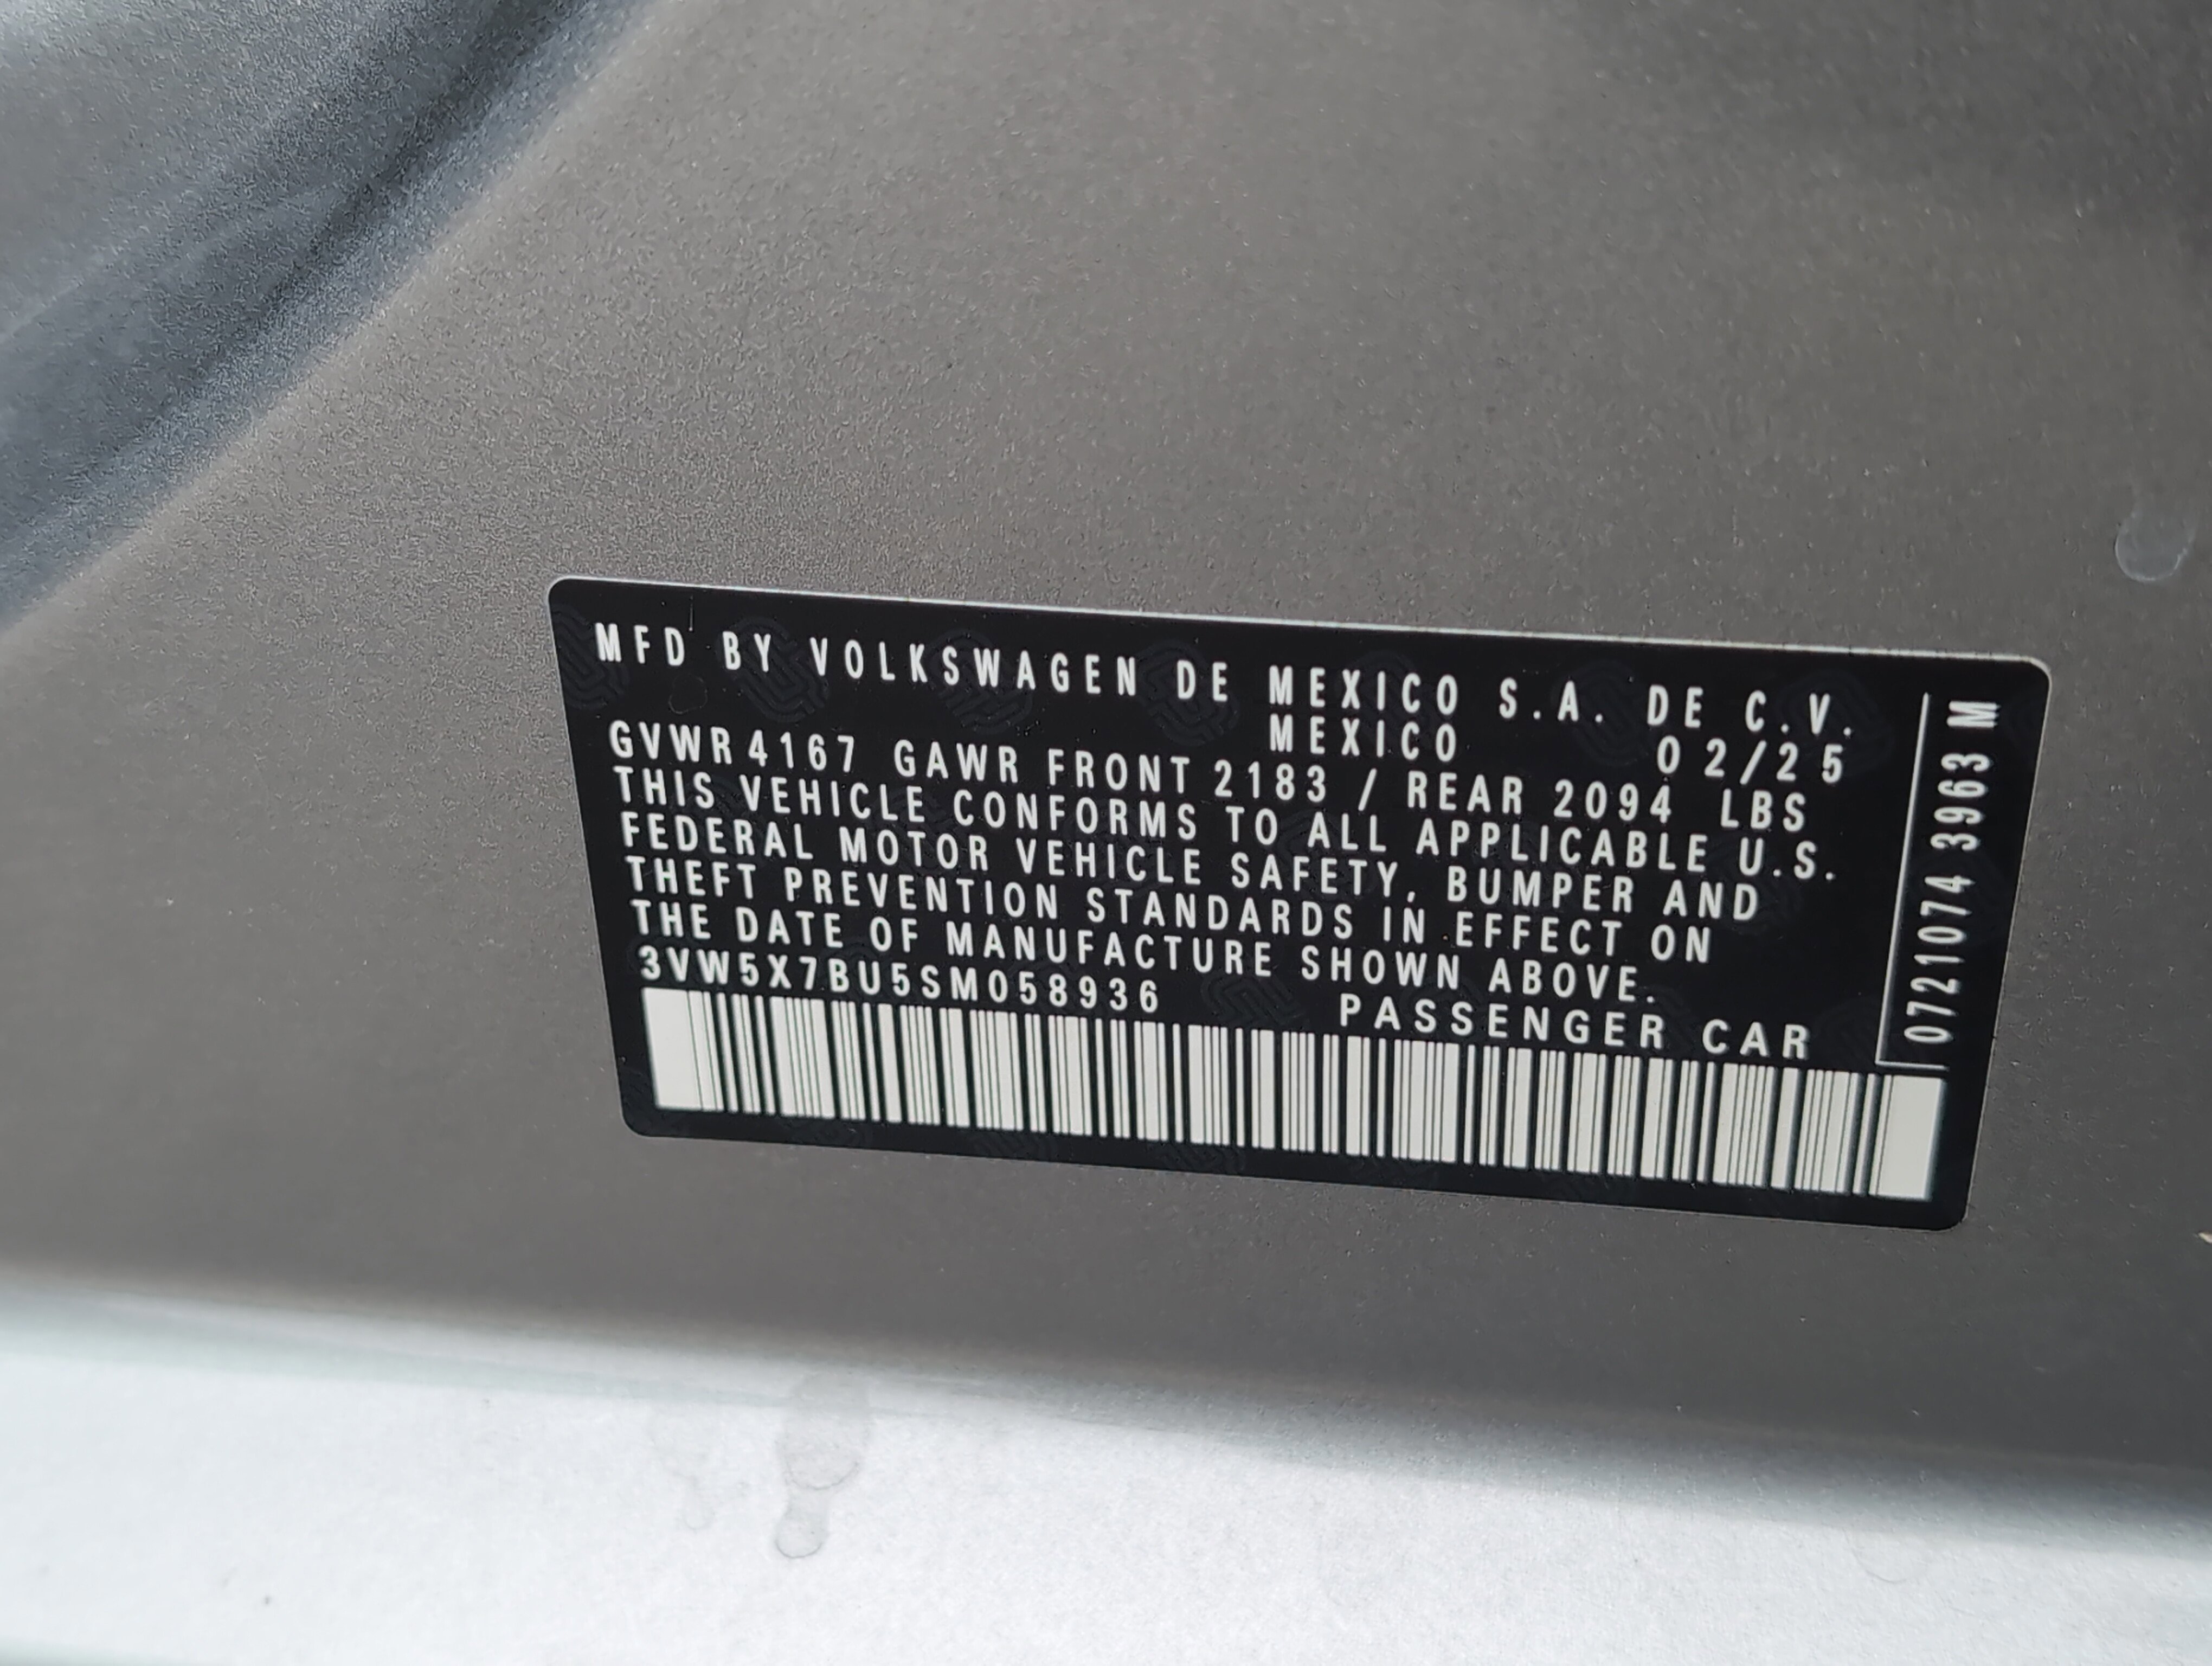 MFD BY VOLKSWAGEN DE MEXICO S.A. DE C.V.
MEXICO 02/25
GVWR 4167 GAWR FRONT 2183 / REAR 2094 LBS
THIS VEHICLE CONFORMS TO ALL APPLICABLE U.S.
FEDERAL MOTOR VEHICLE SAFETY, BUMPER AND
THEFT PREVENTION STANDARDS IN EFFECT ON
THE DATE OF MANUFACTURE SHOWN ABOVE.
3VW5X7BU5SM058936 PASSENGER CAR
0721074 3963 M